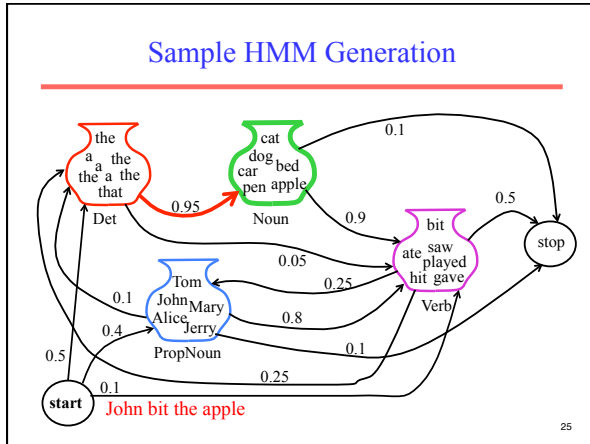 Sample HMM Generation
the
a
a
the
the
a
the
that
Det
0.95
cat
dog
car
bed
pen
apple
Noun
0.1
0.9
0.5
stop
bit
ate
saw
played
hit
gave
Verb
0.05
0.25
Tom
John
Mary
Alice
Jerry
PropNoun
0.1
0.8
0.4
0.1
0.5
0.25
0.1
start
John bit the apple
25